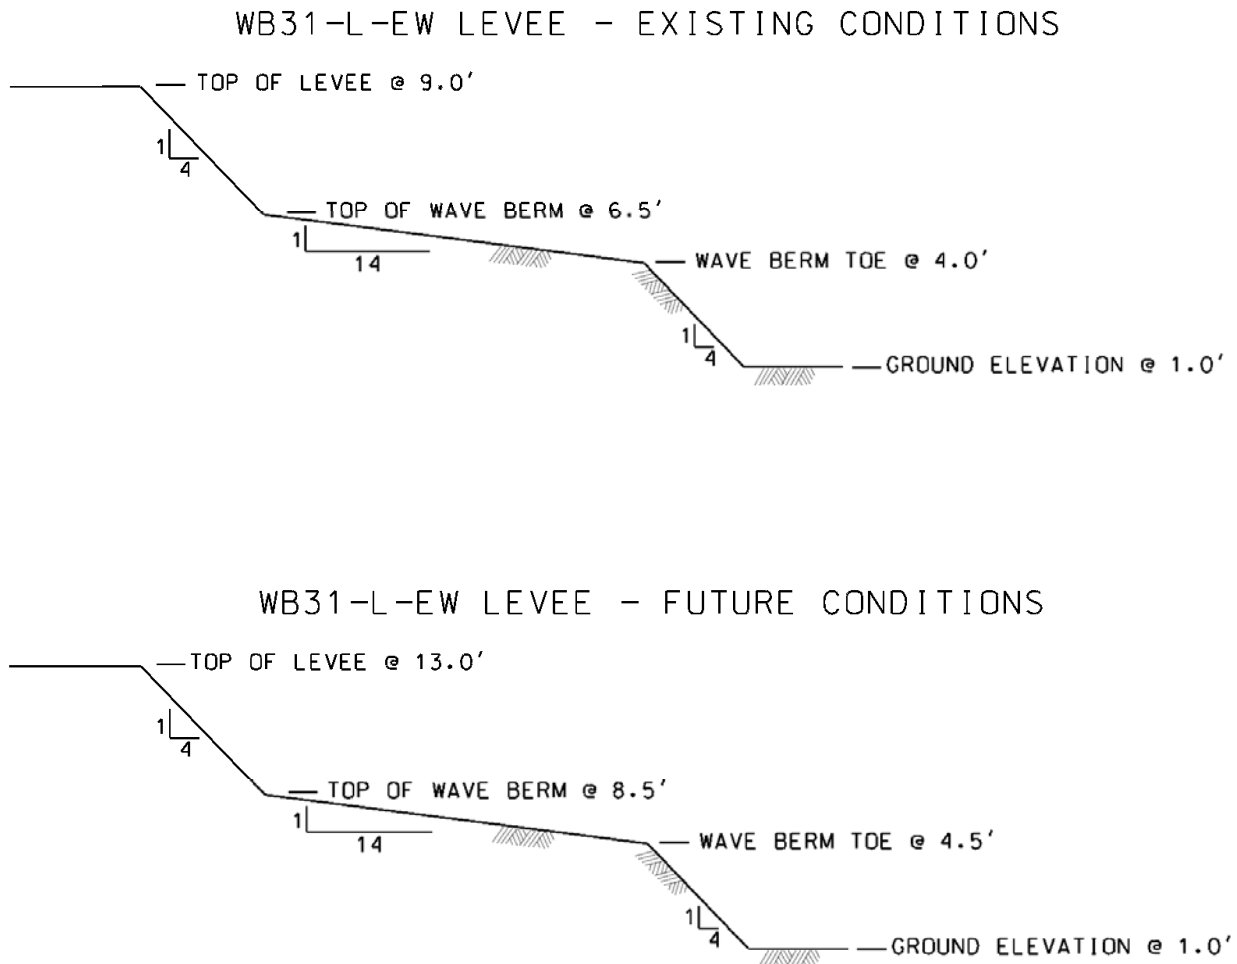 WB31-L-EW LEVEE - EXISTING CONDITIONS
TOP OF LEVEE @ 9.0'
1
4
TOP OF WAVE BERM @ 6.5'
1
14
WAVE BERM TOE @ 4.0'
1
4
GROUND ELEVATION @ 1.0'
WB31-L-EW LEVEE - FUTURE CONDITIONS
TOP OF LEVEE @ 13.0'
1
4
TOP OF WAVE BERM @ 8.5'
1
14
WAVE BERM TOE @ 4.5'
1
4
GROUND ELEVATION @ 1.0'